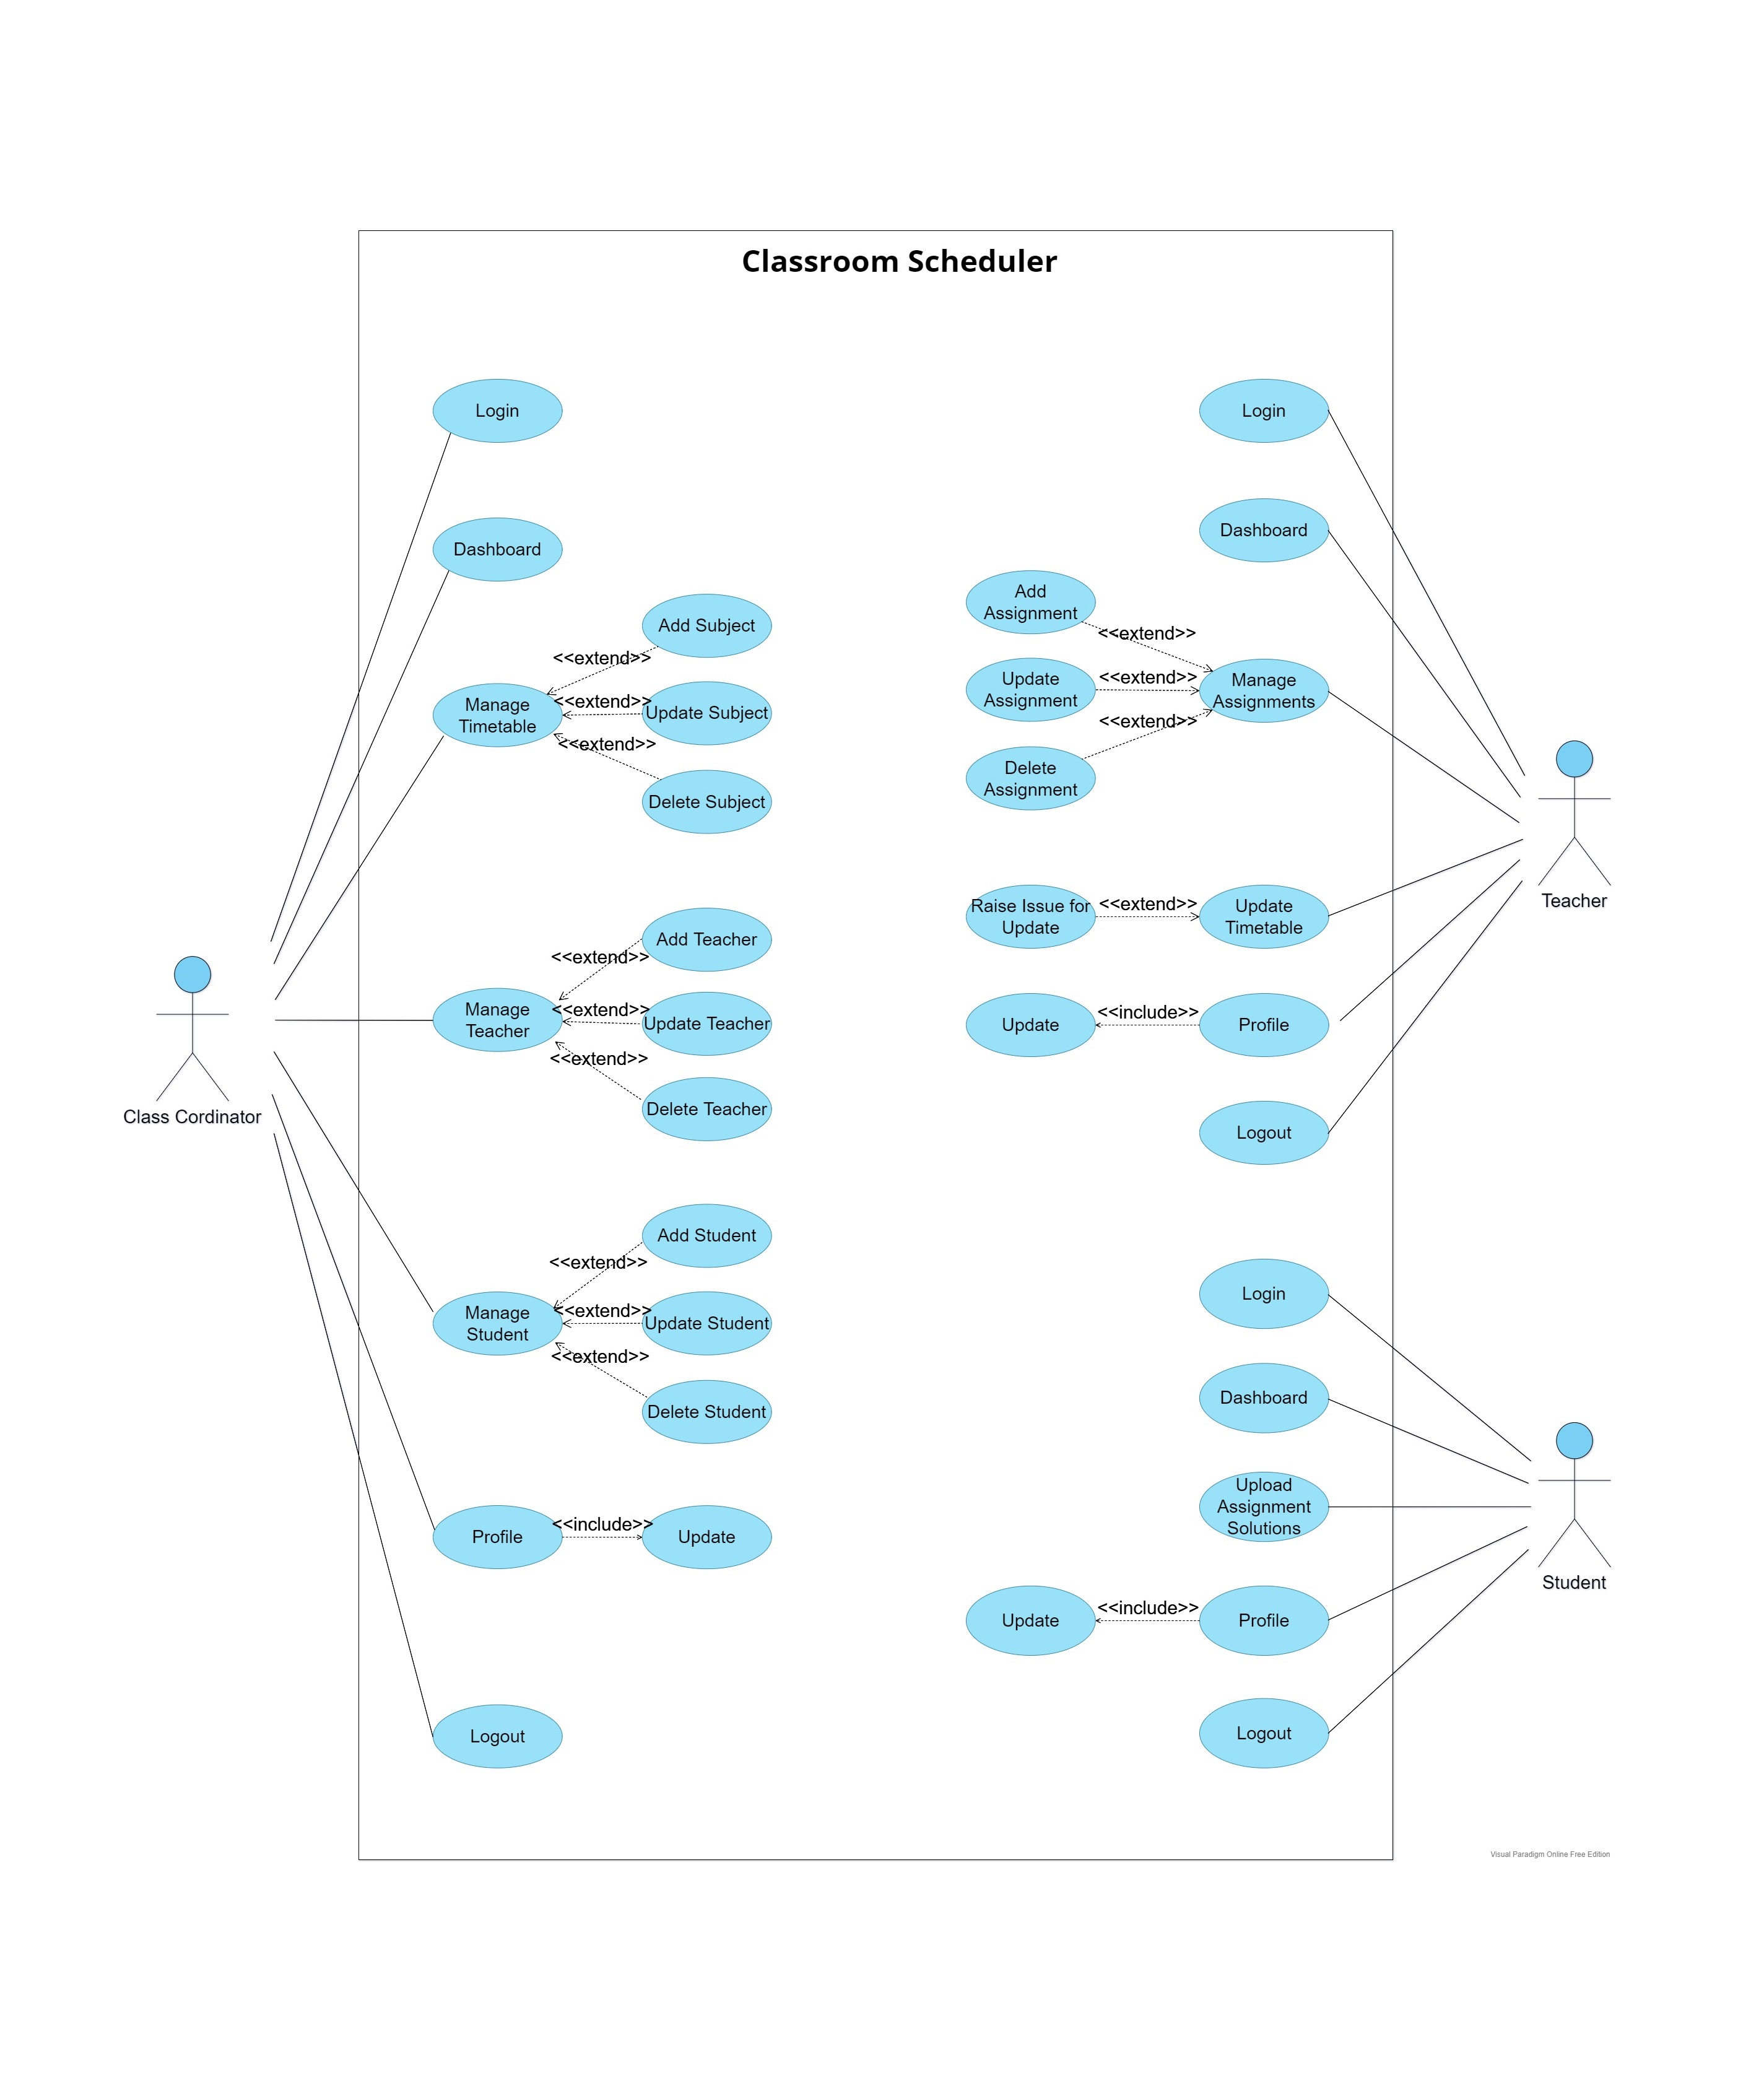 Classroom Scheduler
Login
Dashboard
Add Subject
<<extend>>
Manage
Timetable
<<extend>>
Update Subject
<<extend>>
Delete Subject
Add Teacher
<<extend>>
Manage
Teacher
<<extend>>
Update Teacher
<<extend>>
Delete Teacher
Class Cordinator
Add Student
<<extend>>
Manage
Student
<<extend>>
Update Student
<<extend>>
Delete Student
Profile
<<include>>
Update
Logout
Login
Dashboard
Add
Assignment
<<extend>>
Update
Assignment
<<extend>>
Manage
Assignments
<<extend>>
Delete
Assignment
Raise Issue for
Update
<<extend>>
Update
Timetable
Teacher
Update
<<include>>
Profile
Logout
Login
Dashboard
Upload
Assignment
Solutions
Student
Update
<<include>>
Profile
Logout
Visual Paradigm Online Free Edition